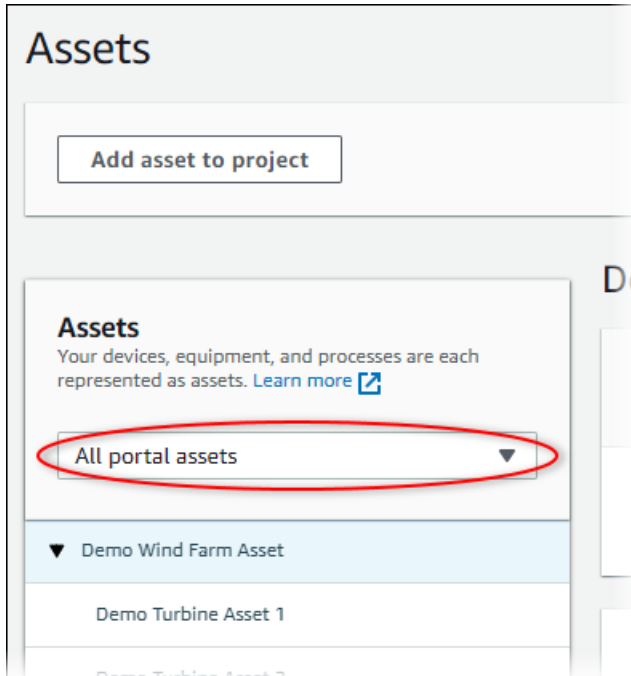 Assets
Add asset to project
Assets
Your devices, equipment, and processes are each
represented as assets. Learn more
All portal assets
Demo Wind Farm Asset
Demo Turbine Asset 1